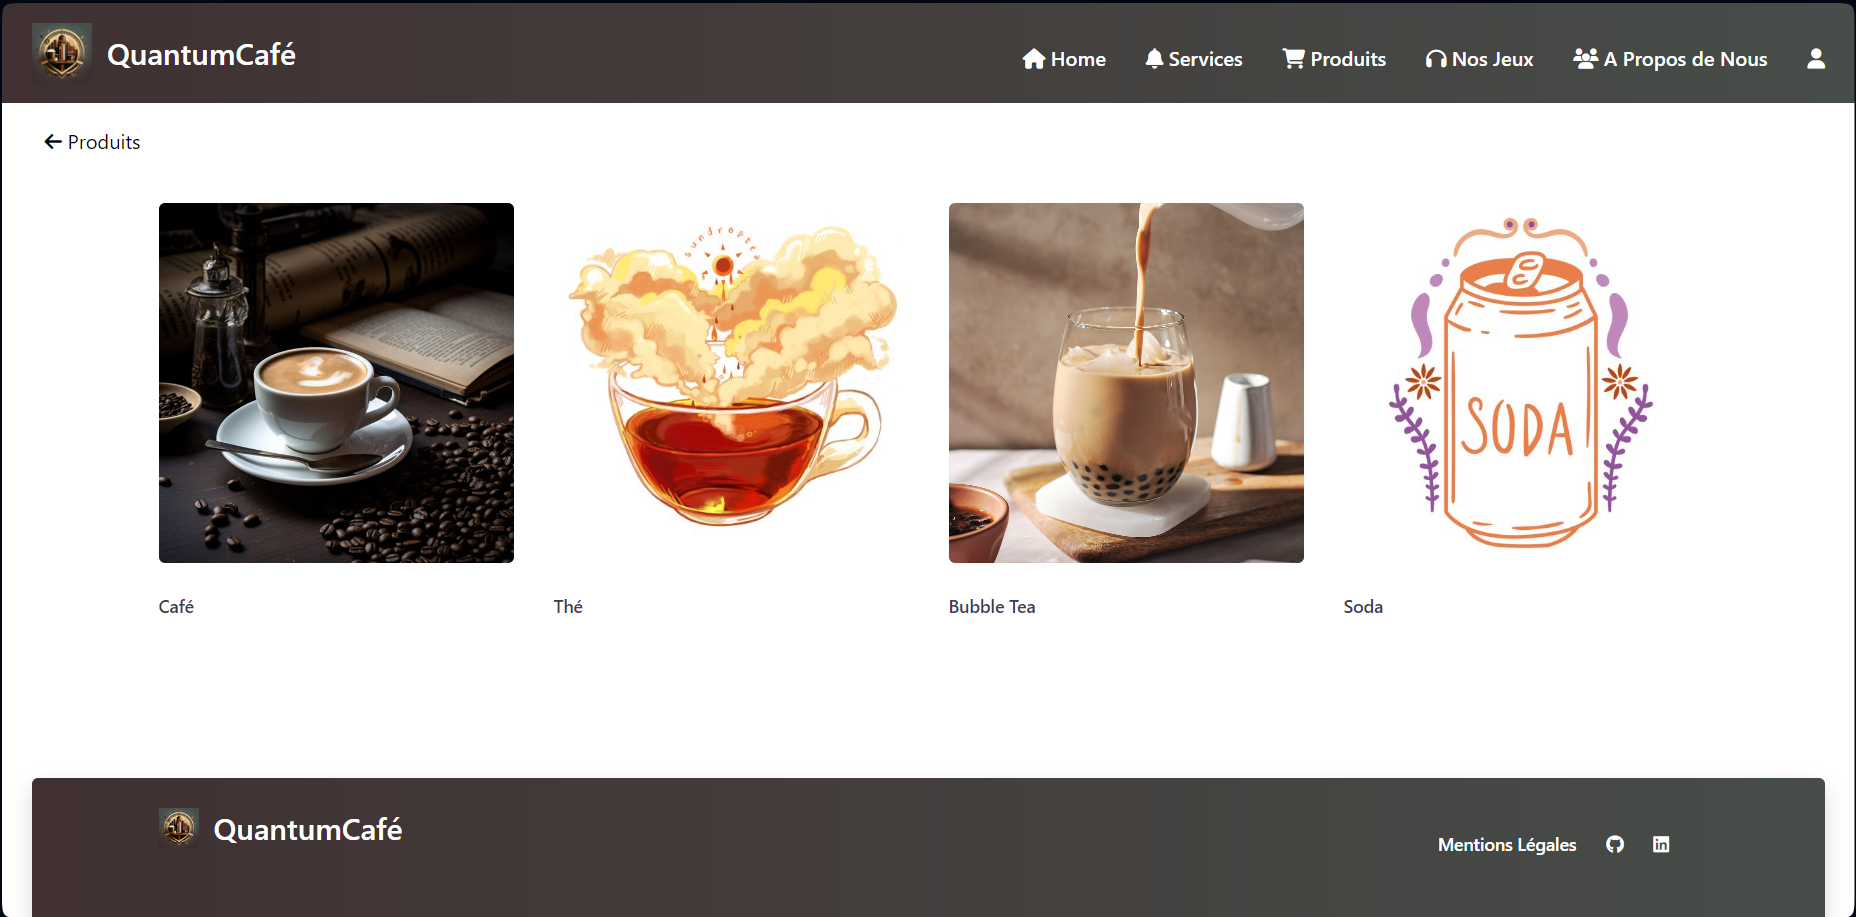 QuantumCafé
Home
Services
Produits
Nos Jeux
A Propos de Nous
Produits
sundropte
SODA
Café
Thé
Bubble Tea
Soda
QuantumCafé
Mentions Légales